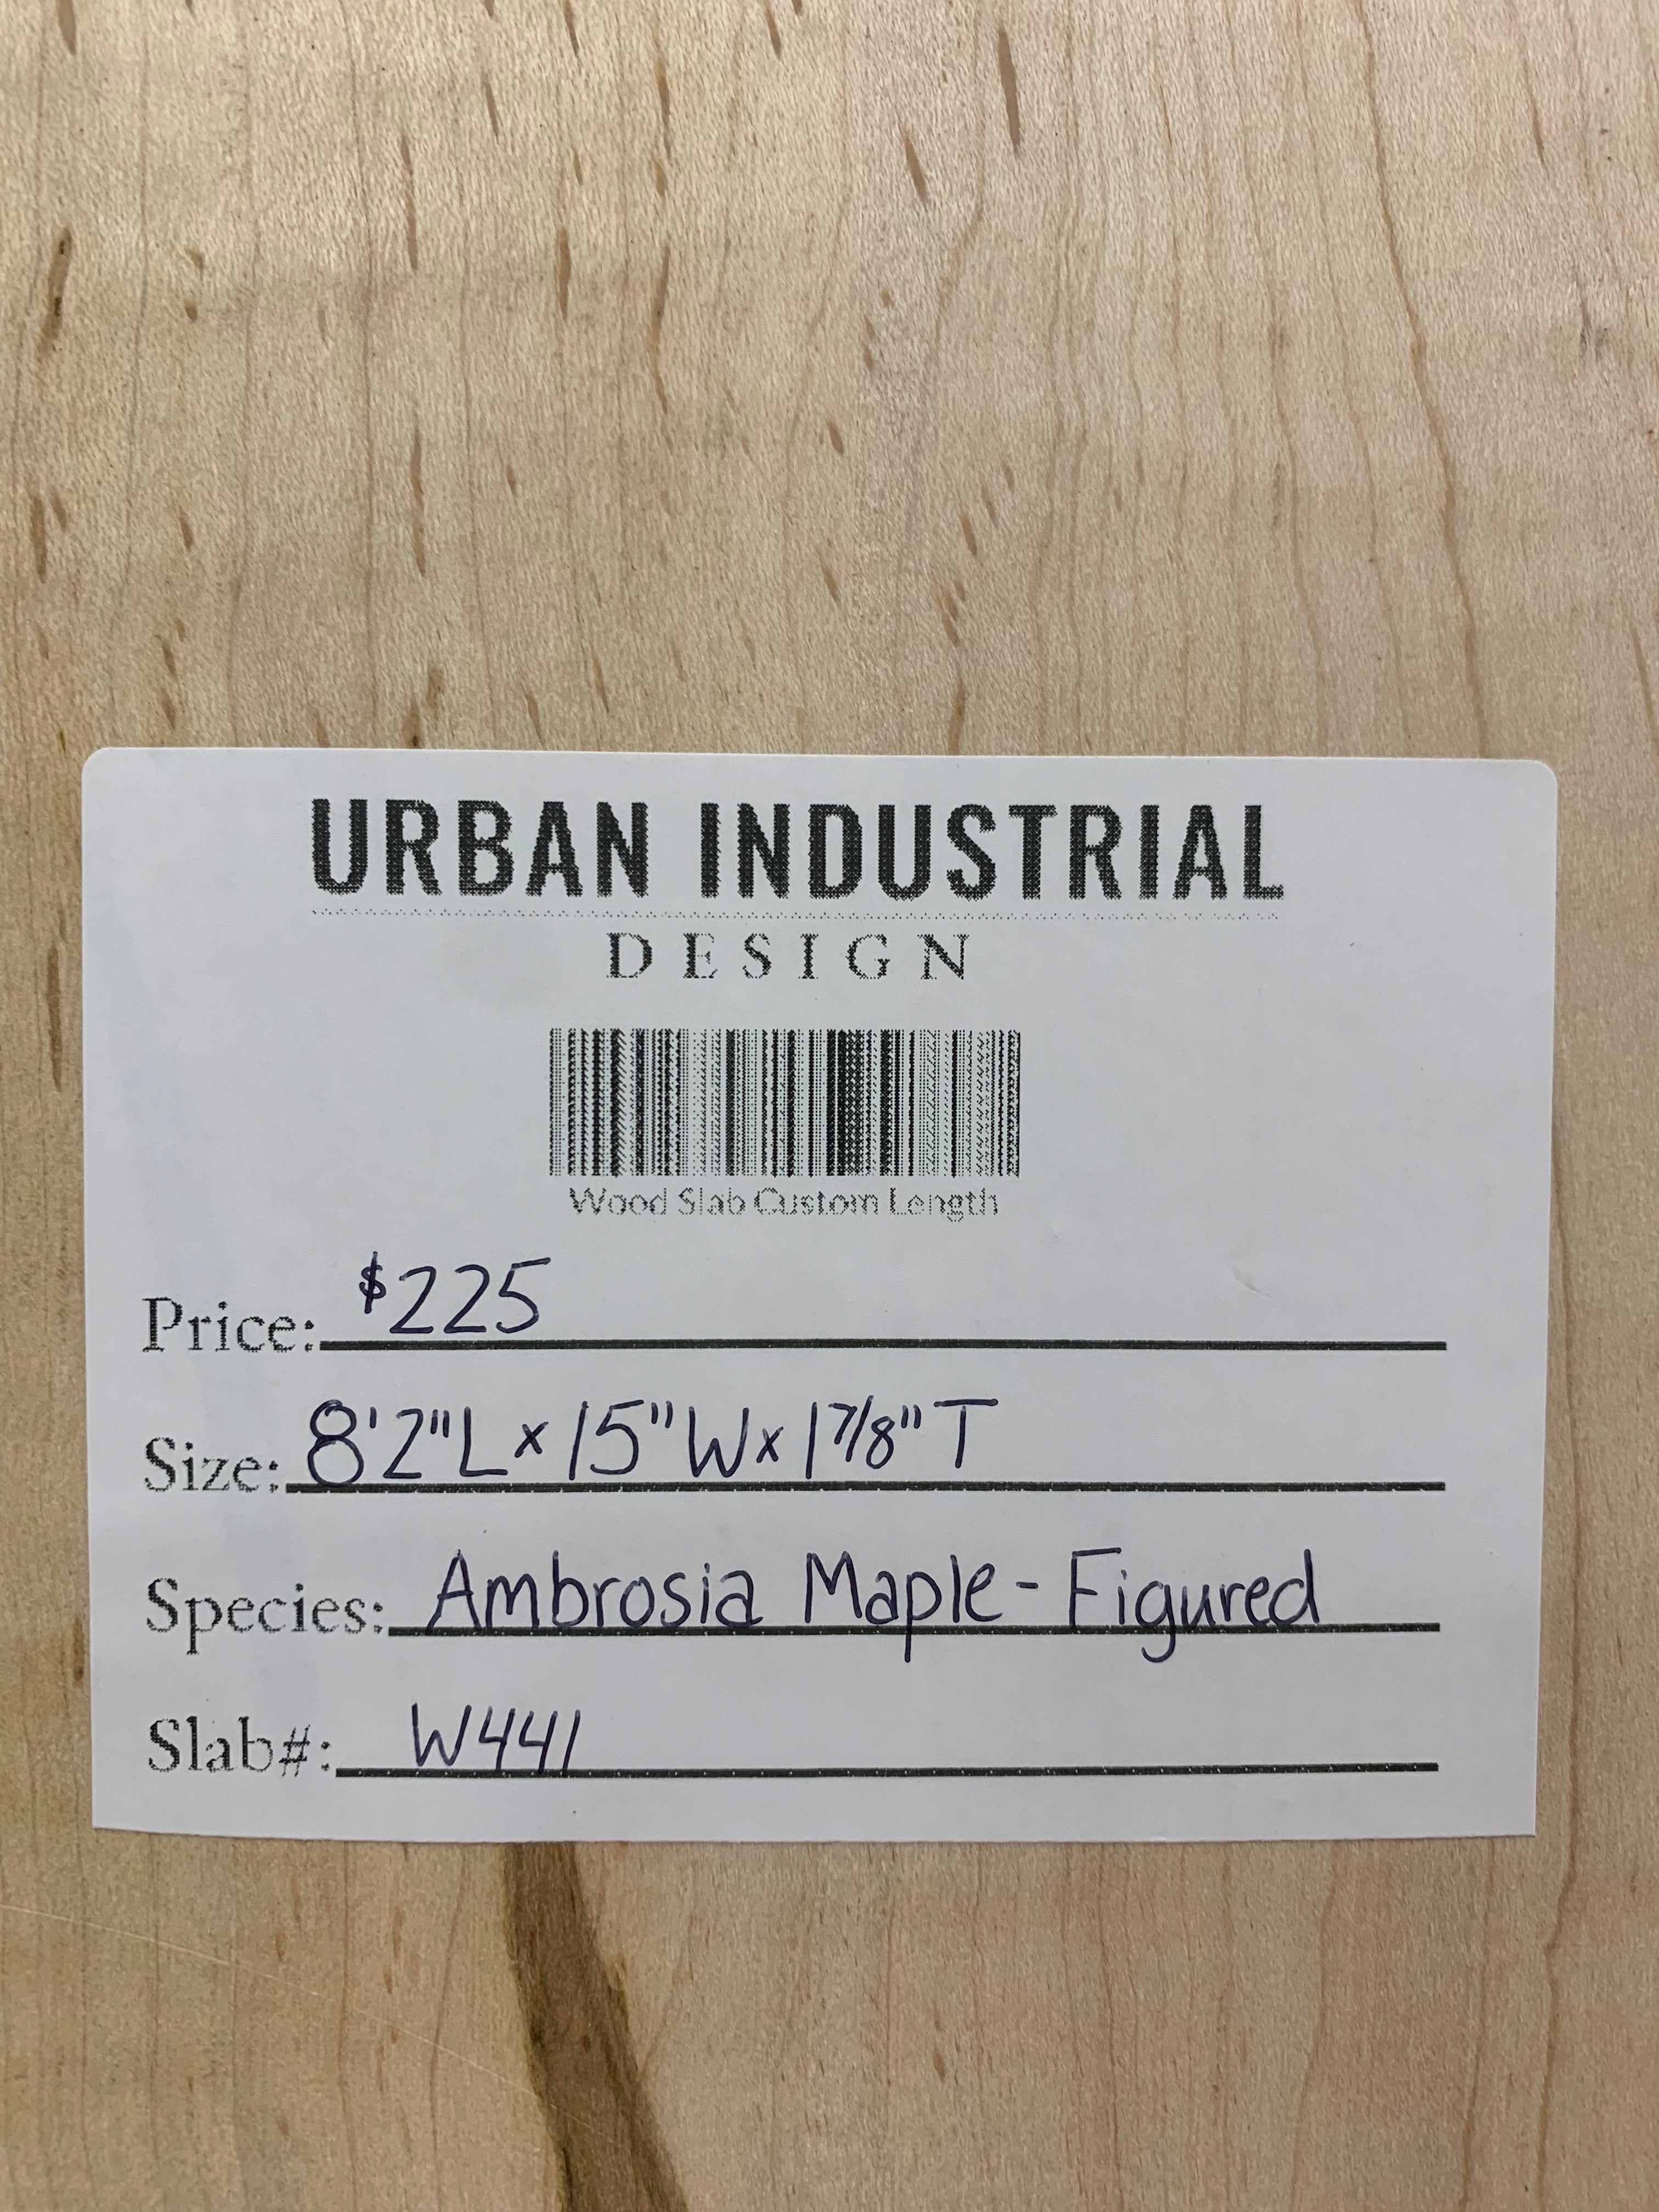 URBAN INDUSTRIAL
DESIGN
Wood Slab Custom Length
Price: $225
Size: 8'2"L x 15"W x 1 7/8" T
Species: Ambrosia Maple - Figured
Slab#: W441